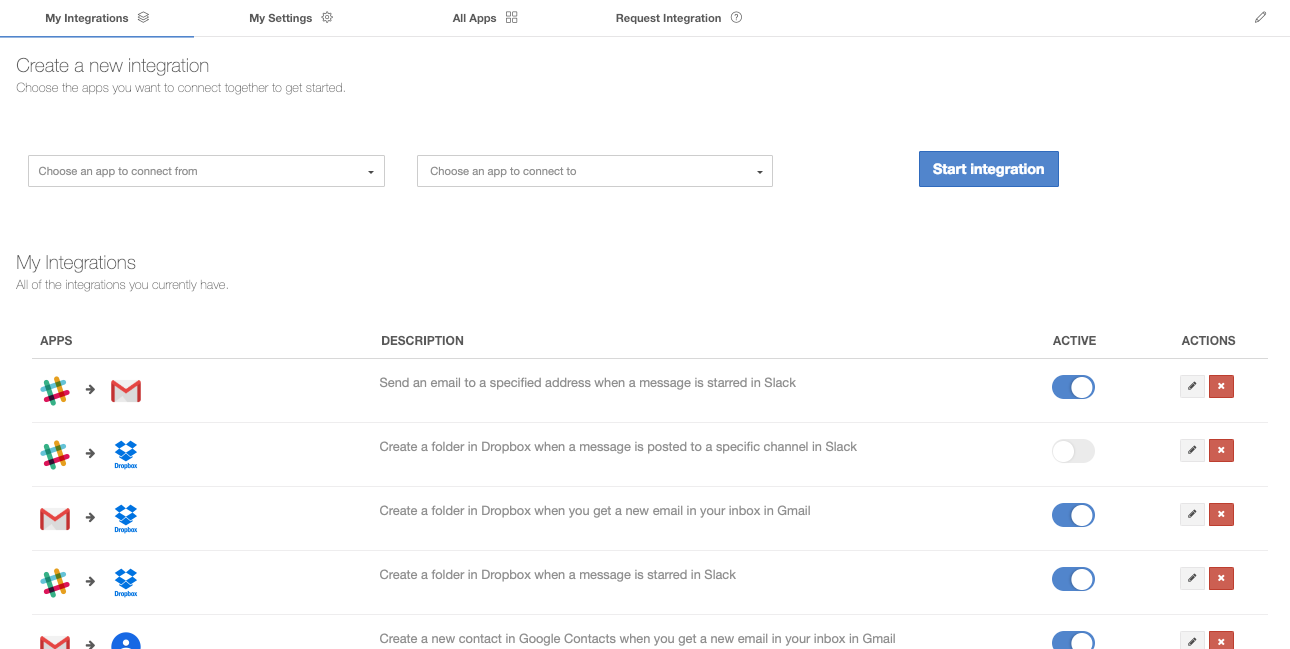 My Integrations
My Settings
All Apps
Request Integration
Create a new integration
Choose the apps you want to connect together to get started.
Choose an app to connect from
Choose an app to connect to
Start integration
My Integrations
All of the integrations you currently have.
APPS DESCRIPTION ACTIVE ACTIONS
Send an email to a specified address when a message is starred in Slack
Create a folder in Dropbox when a message is posted to a specific channel in Slack
Dropbox
Create a folder in Dropbox when you get a new email in your inbox in Gmail
Dropbox
Create a folder in Dropbox when a message is starred in Slack
Dropbox
Create a new contact in Google Contacts when you get a new email in your inbox in Gmail